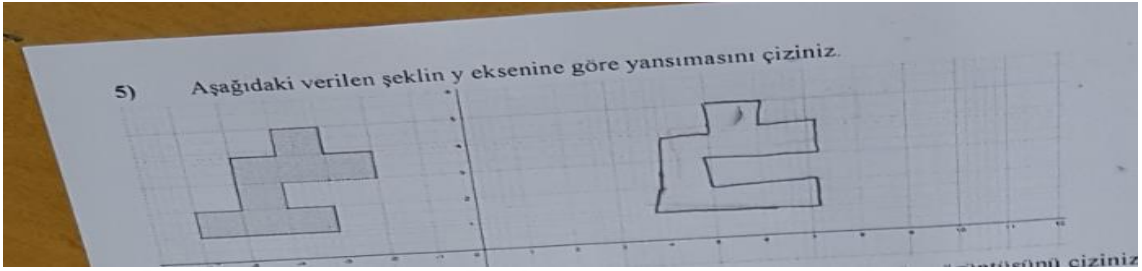 5) Aşağıdaki verilen şeklin y eksenine göre yansımasını çiziniz.
çiziniz